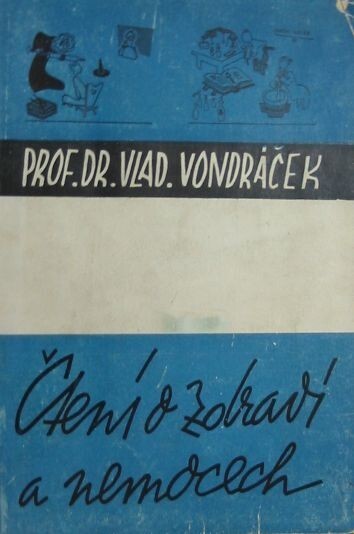 PROF. DR. VLAD. VONDRÁČEK
Čtení o zdraví
a nemocech